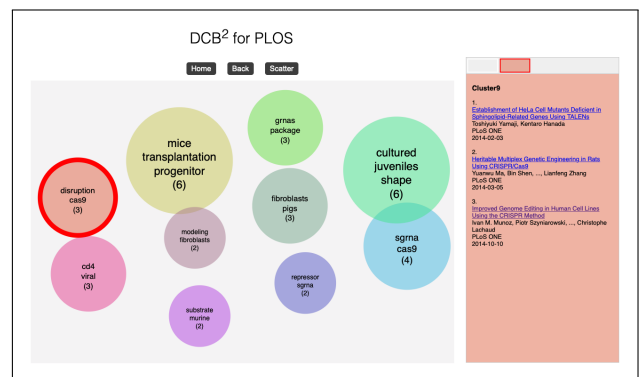 DCB2 for PLOS
Home Back Scatter
mice
transplantation
progenitor
(6)
grnas
package
(3)
cultured
juveniles
shape
(6)
disruption
cas9
(3)
modeling
fibroblasts
(2)
fibroblasts
pigs
(3)
sgrna
cas9
(4)
cd4
viral
(3)
repressor
sgrna
(2)
substrate
murine
(2)
Cluster9
1.
Establishment of HeLa Cell Mutants Deficient in
Sphingolipid-Related Genes Using TALENs
Toshiyuki Yamaji, Kentaro Hanada
PLoS ONE
2014-02-03
2.
Heritable Multiplex Genetic Engineering in Rats
Using CRISPR/Cas9
Yuanwu Ma, Bin Shen, ..., Lianfeng Zhang
PLoS ONE
2014-03-05
3.
Improved Genome Editing in Human Cell Lines
Using the CRISPR Method
Ivan M. Munoz, Piotr Szyniarowski, ..., Christophe
Lachaud
PLoS ONE
2014-10-10